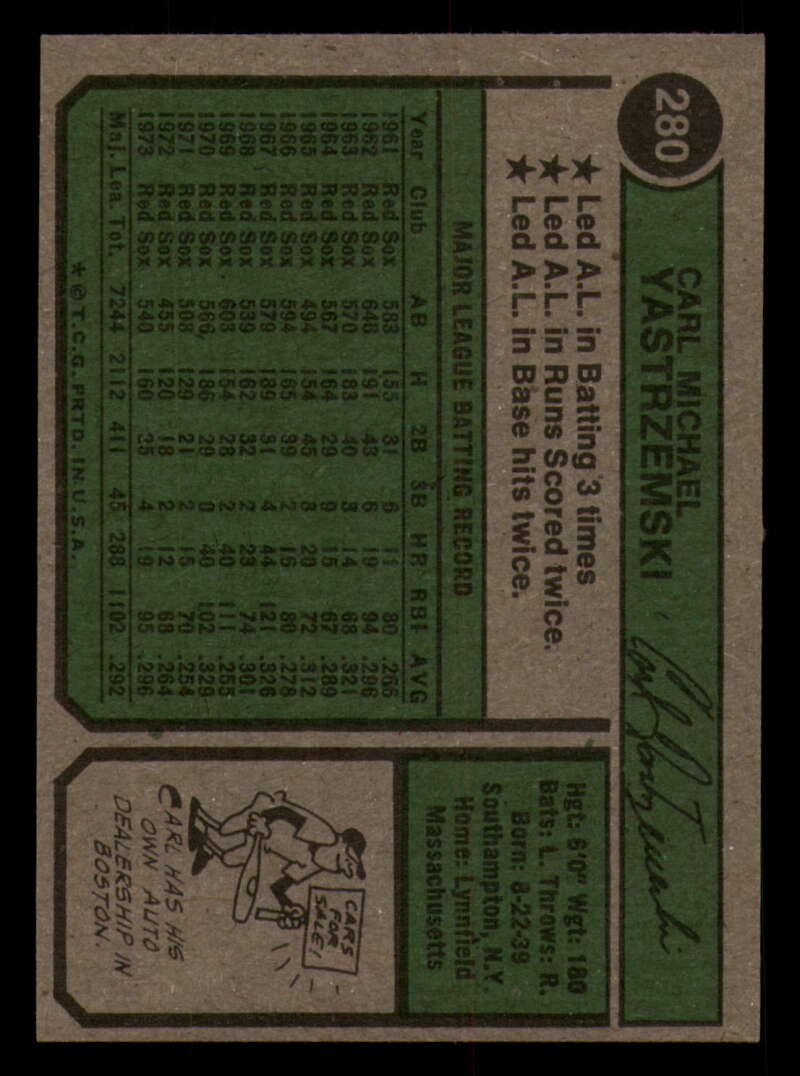 280
CARL MICHAEL
YASTRZEMSKI
Carl Yastrzemski
★ Led A.L. in Batting 3 times
★ Led A.L. in Runs Scored twice.
★ Led A.L. in Base hits twice.
MAJOR LEAGUE BATTING RECORD
Year Club AB H 2B 3B HR RBI AVG
1961 Red Sox 583 155 31 6 11 80 .266
1962 Red Sox 646 191 43 6 19 94 .296
1963 Red Sox 570 183 40 3 14 68 .321
1964 Red Sox 567 164 29 9 15 67 .289
1965 Red Sox 494 154 45 3 20 72 .312
1966 Red Sox 594 165 39 2 16 80 .278
1967 Red Sox 579 189 31 4 44 121 .326
1968 Red Sox 539 162 32 2 23 74 .301
1969 Red Sox 603 154 28 2 40 111 .255
1970 Red Sox 566 186 29 0 40 102 .329
1971 Red Sox 508 129 21 2 15 70 .254
1972 Red Sox 455 120 18 2 12 68 .264
1973 Red Sox 540 160 25 4 19 95 .296
Maj. Lea. Tot. 7244 2112 411 45 288 1102 .292
* © T.C.G. PRTD. IN U.S.A.
Hgt: 6'0" Wgt: 180
Bats: L. Throws: R.
Born: 8-22-39
Southampton, N.Y.
Home: Lynnfield
Massachusetts
CARS
FOR
SALE!
CARL HAS HIS
OWN AUTO
DEALERSHIP IN
BOSTON.